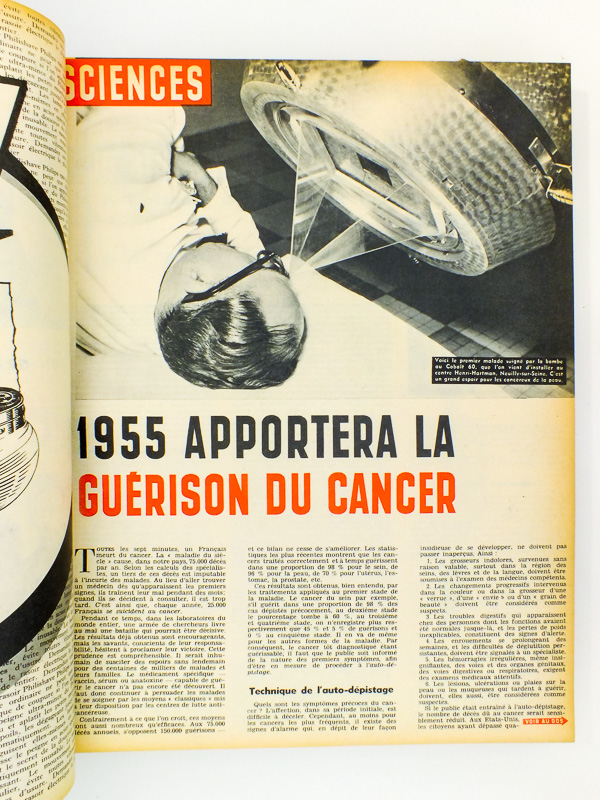 SCIENCES
Voici le premier malade soigné par la bombe
au Cobalt 60, que l'on vient d'installer au
centre Henri-Hartman, Neuilly-sur-Seine. C'est
un grand espoir pour les cancéreux de la peau.
1955 APPORTERA LA
GUÉRISON DU CANCER
TOUTES les sept minutes, un Français
meurt du cancer. La « maladie du siè-
cle » cause, dans notre pays, 75.000 décès
par an. Selon les calculs des spécialis-
tes, un tiers de ces décès est imputable
à l'incurie des malades. Au lieu d'aller trouver
un médecin dès qu'apparaissent les premiers
signes, ils traînent leur mal pendant des mois;
quand ils se décident à consulter, il est trop
tard. C'est ainsi que, chaque année, 25.000
Français se suicident au cancer.
Pendant ce temps, dans les laboratoires du
monde entier, une armée de chercheurs livre
au mal une bataille qui pourrait être décisive.
Les résultats déjà obtenus sont encourageants,
mais les savants, conscients de leur responsa-
bilité, hésitent à proclamer leur victoire. Cette
prudence est compréhensible. Il serait inhu-
main de susciter des espoirs sans lendemain
pour des centaines de milliers de malades et
leurs familles. Le médicament spécifique —
vaccin, sérum ou anatoxine — capable de gué-
rir le cancer n'a pas encore été découvert. Il
faut donc continuer à persuader les malades
de se soigner par les moyens « classiques » mis
à leur disposition par les centres de lutte anti-
cancéreuse.
Contrairement à ce que l'on croit, ces moyens
sont aussi nombreux qu'efficaces. Aux 75.000
décès annuels, s'opposent 150.000 guérisons —
et ce bilan ne cesse de s'améliorer. Les statis-
tiques les plus récentes montrent que les can-
cers traités correctement et à temps guérissent
dans une proportion de 98 % pour le sein, de
96 % pour la peau, de 70 % pour l'utérus, l'es-
tomac, la prostate, etc.
Ces résultats sont obtenus, bien entendu, par
les traitements appliqués au premier stade de
la maladie. Le cancer du sein par exemple,
s'il guérit dans une proportion de 98 % des
cas dépistés précocement, au deuxième stade
le pourcentage tombe à 60 %, au troisième
et quatrième stade, on n'enregistre plus res-
pectivement que 45 % et 5 % de guérisons et
0 % au cinquième stade. Il en va de même
pour les autres formes de la maladie. Par
conséquent, le cancer tôt diagnostiqué étant
guérissable, il faut que le public soit informé
de la nature des premiers symptômes, afin
d'être en mesure de procéder à l'auto-dé-
pistage.
Technique de l'auto-dépistage
Quels sont les symptômes précoces du can-
cer ? L'affection, dans sa période initiale, est
difficile à déceler. Cependant, au moins pour
les cancers les plus fréquents, il existe des
signes d'alarme qui, en dépit de leur façon
insidieuse de se développer, ne doivent pas
passer inaperçus. Ainsi :
1. Les grosseurs indolores, survenues sans
raison valable, surtout dans la région des
seins, des lèvres et de la langue, doivent être
soumises à l'examen des médecins compétents.
2. Les changements progressifs intervenus
dans la couleur ou dans la grosseur d'une
« verrue », d'une « envie » ou d'un « grain de
beauté » doivent être considérés comme
suspects.
3. Les troubles digestifs qui apparaissent
chez des personnes dont les fonctions avaient
été normales jusque-là, et les pertes de poids
inexplicables, constituent des signes d'alerte.
4. Les enrouements se prolongeant des
semaines, et les difficultés de déglutition per-
sistantes, doivent être signalés à un spécialiste.
5. Les hémorragies irrégulières, même insi-
gnifiantes, des voies et des organes génitaux,
des voies digestives ou respiratoires, exigent
des examens médicaux attentifs.
6. Les lésions, ulcérations ou plaies sur la
peau ou les muqueuses qui tardent à guérir,
doivent, elles aussi, être considérées comme
suspectes.
Si le public était entraîné à l'auto-dépistage,
le nombre de décès dû au cancer serait sensi-
blement réduit. Aux Etats-Unis,
les citoyens ayant dépassé qua-
VOIR AU DOS